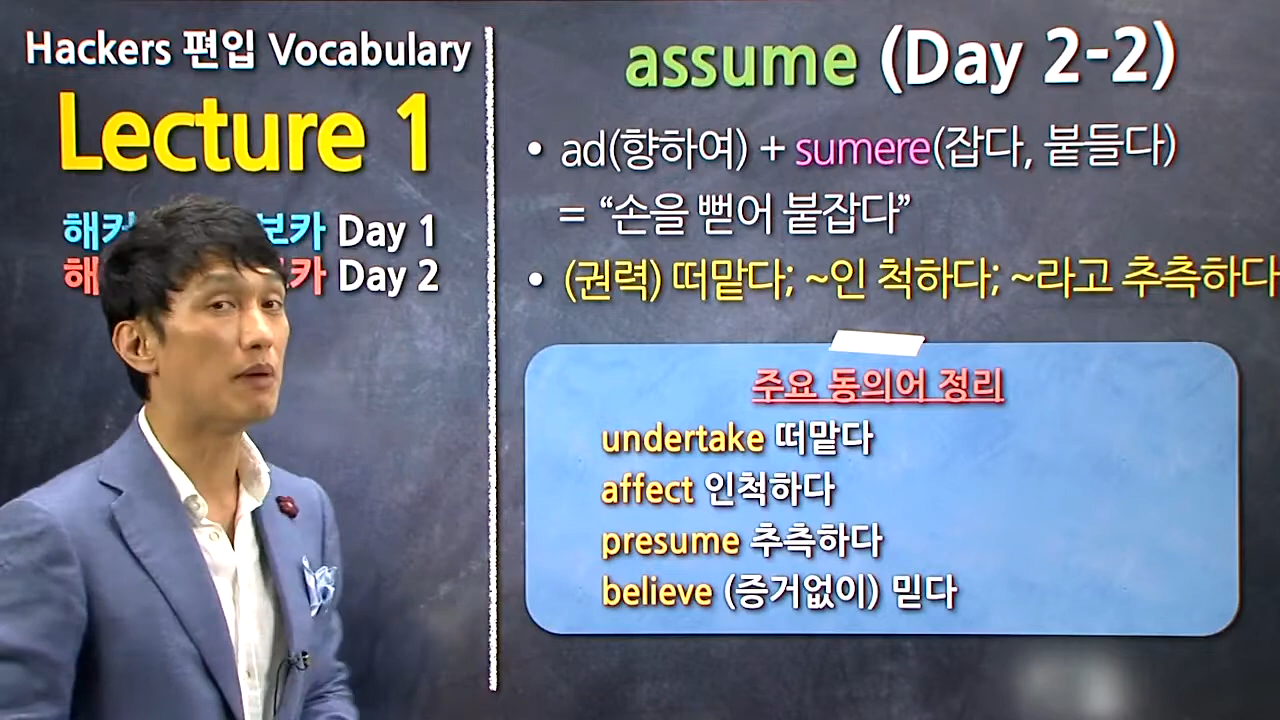 Hackers 편입 Vocabulary
Lecture 1
Day 1
Day 2
assume (Day 2-2)
• ad(향하여) + sumere(잡다, 붙들다)
= “손을 뻗어 붙잡다”
• (권력) 떠맡다; ~인 척하다; ~라고 추측하다
주요 동의어 정리
undertake 떠맡다
affect 인척하다
presume 추측하다
believe (증거없이) 믿다